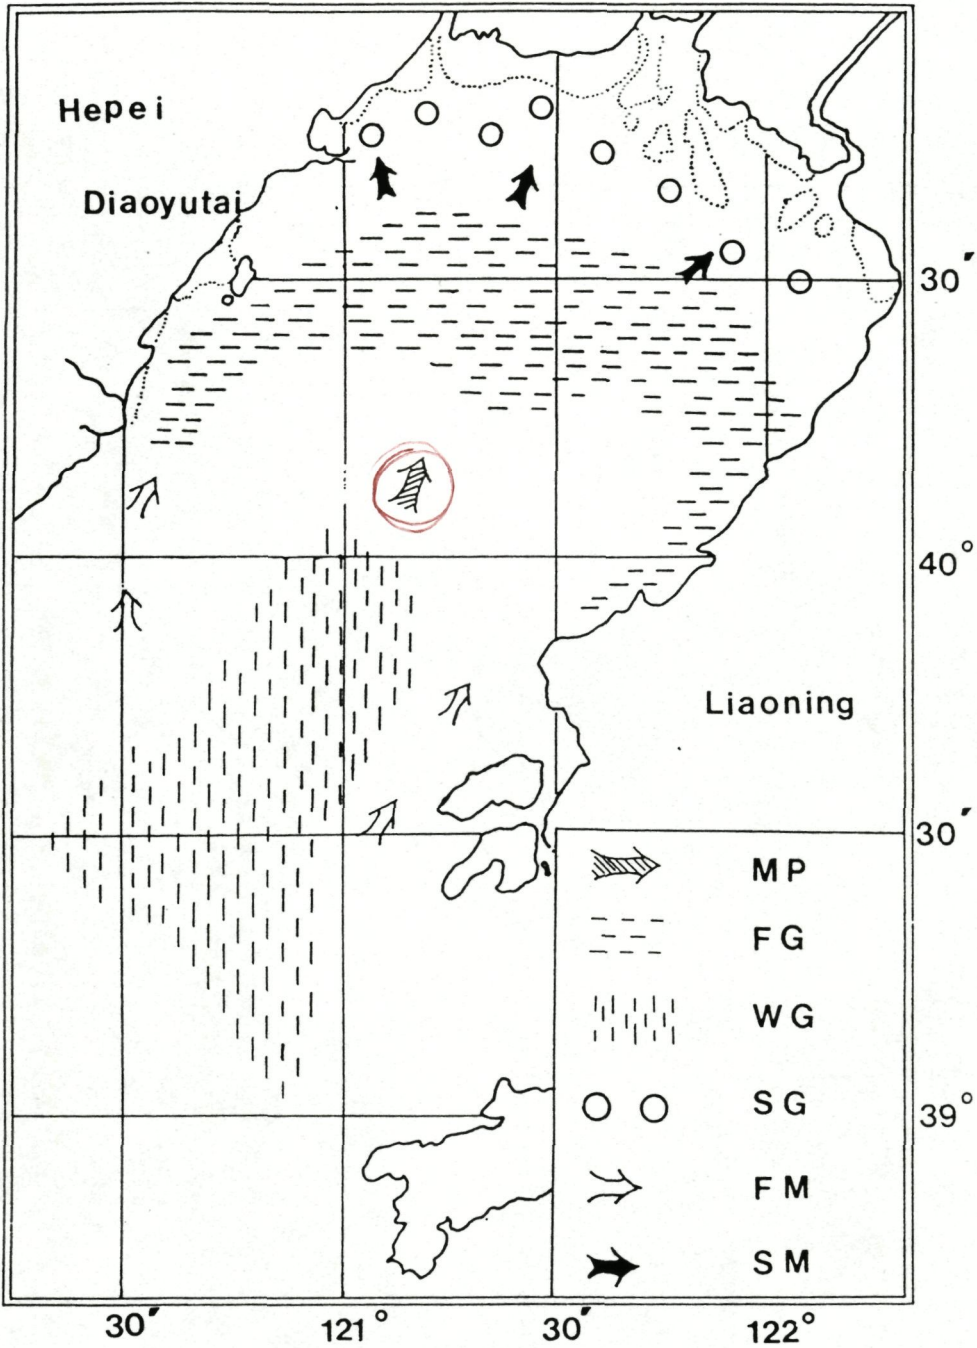 Hepei
Diaoyutai
30′
40°
Liaoning
30′
MP
FG
WG
SG
39°
FM
SM
30′ 121° 30′ 122°